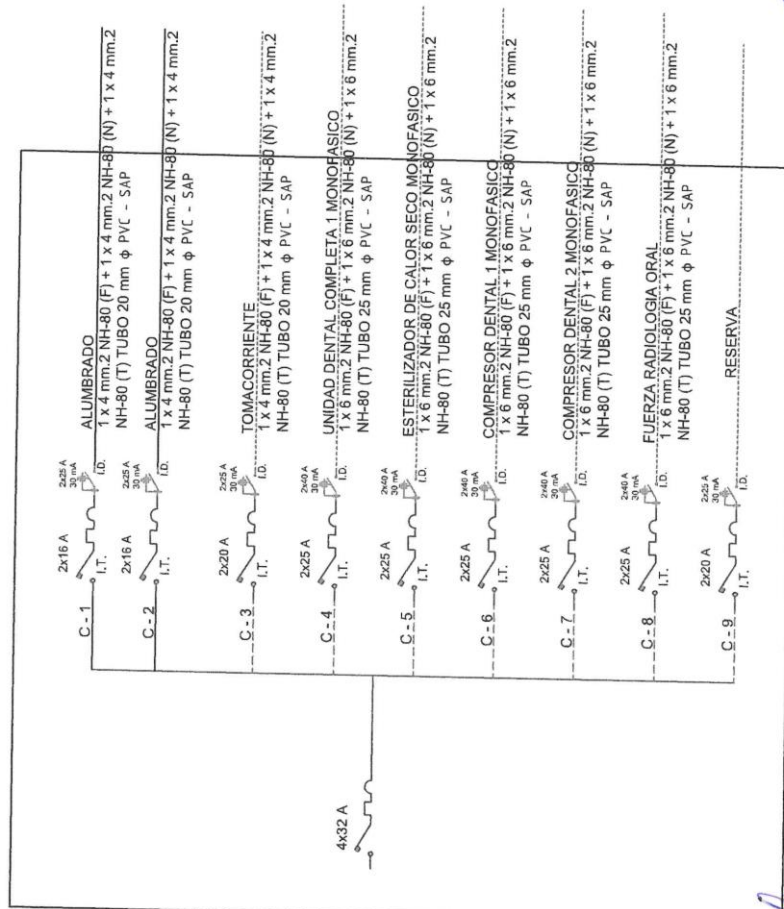 4x32 A
C - 1
2x16 A
I.T.
2x25 A
30 mA
I.D.
ALUMBRADO
1 x 4 mm.2 NH-80 (F) + 1 x 4 mm.2 NH-80 (N) + 1 x 4 mm.2
NH-80 (T) TUBO 20 mm ϕ PVC - SAP
C - 2
2x16 A
I.T.
2x25 A
30 mA
I.D.
ALUMBRADO
1 x 4 mm.2 NH-80 (F) + 1 x 4 mm.2 NH-80 (N) + 1 x 4 mm.2
NH-80 (T) TUBO 20 mm ϕ PVC - SAP
C - 3
2x20 A
I.T.
2x25 A
30 mA
I.D.
TOMACORRIENTE
1 x 4 mm.2 NH-80 (F) + 1 x 4 mm.2 NH-80 (N) + 1 x 4 mm.2
NH-80 (T) TUBO 20 mm ϕ PVC - SAP
C - 4
2x25 A
I.T.
2x40 A
30 mA
I.D.
UNIDAD DENTAL COMPLETA 1 MONOFASICO
1 x 6 mm.2 NH-80 (F) + 1 x 6 mm.2 NH-80 (N) + 1 x 6 mm.2
NH-80 (T) TUBO 25 mm ϕ PVC - SAP
C - 5
2x25 A
I.T.
2x40 A
30 mA
I.D.
ESTERILIZADOR DE CALOR SECO MONOFASICO
1 x 6 mm.2 NH-80 (F) + 1 x 6 mm.2 NH-80 (N) + 1 x 6 mm.2
NH-80 (T) TUBO 25 mm ϕ PVC - SAP
C - 6
2x25 A
I.T.
2x40 A
30 mA
I.D.
COMPRESOR DENTAL 1 MONOFASICO
1 x 6 mm.2 NH-80 (F) + 1 x 6 mm.2 NH-80 (N) + 1 x 6 mm.2
NH-80 (T) TUBO 25 mm ϕ PVC - SAP
C - 7
2x25 A
I.T.
2x40 A
30 mA
I.D.
COMPRESOR DENTAL 2 MONOFASICO
1 x 6 mm.2 NH-80 (F) + 1 x 6 mm.2 NH-80 (N) + 1 x 6 mm.2
NH-80 (T) TUBO 25 mm ϕ PVC - SAP
C - 8
2x25 A
I.T.
2x40 A
30 mA
I.D.
FUERZA RADIOLOGIA ORAL
1 x 6 mm.2 NH-80 (F) + 1 x 6 mm.2 NH-80 (N) + 1 x 6 mm.2
NH-80 (T) TUBO 25 mm ϕ PVC - SAP
C - 9
2x20 A
I.T.
2x25 A
30 mA
I.D.
RESERVA